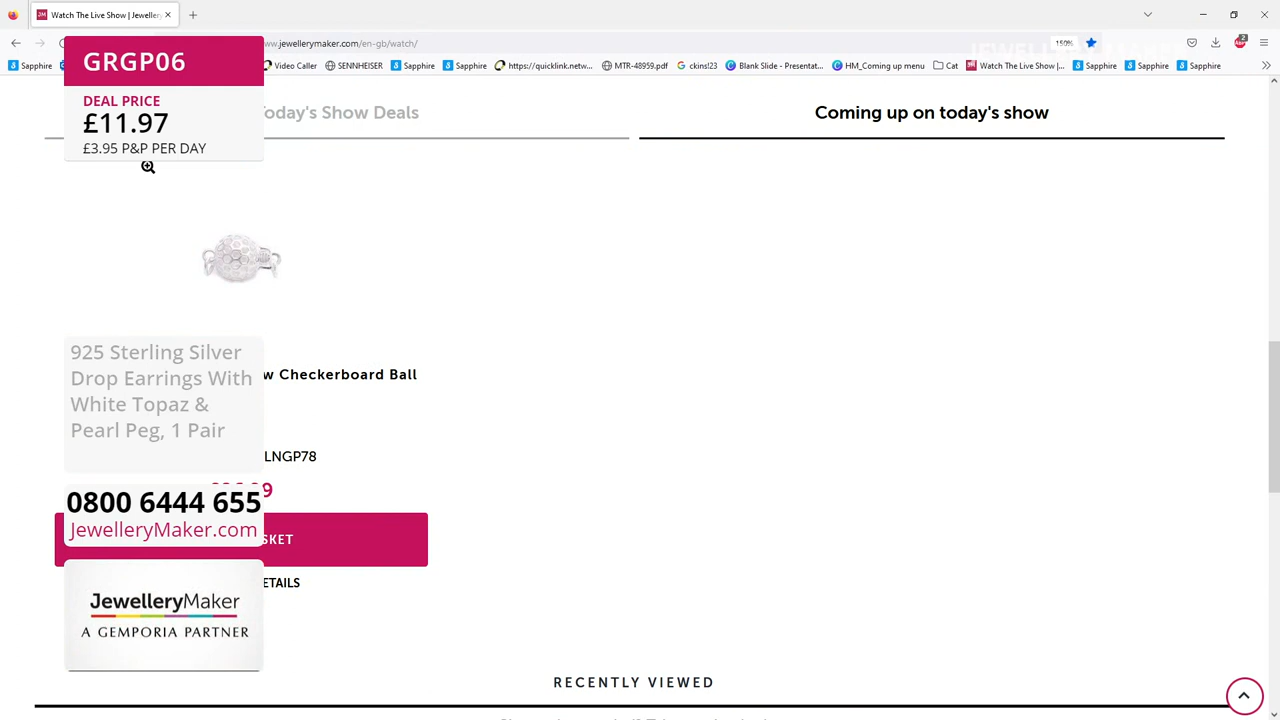 Watch The Live Show | Jeweller
GRGP06
DEAL PRICE
£11.97
£3.95 P&P PER DAY
w.jewellerymaker.com/en-gb/watch/
150%
2
Sapphire
Video Caller
SENNHEISER
Sapphire
Sapphire
https://quicklink.netw...
MTR-48959.pdf
ckins!23
Blank Slide - Presentat...
HM_Coming up menu
Cat
Watch The Live Show |...
Sapphire
Sapphire
Sapphire
oday's Show Deals
Coming up on today's show
925 Sterling Silver
Drop Earrings With
White Topaz &
Pearl Peg, 1 Pair
w Checkerboard Ball
LNGP78
9
0800 6444 655
JewelleryMaker.com
SKET
ETAILS
JewelleryMaker
A GEMPORIA PARTNER
RECENTLY VIEWED